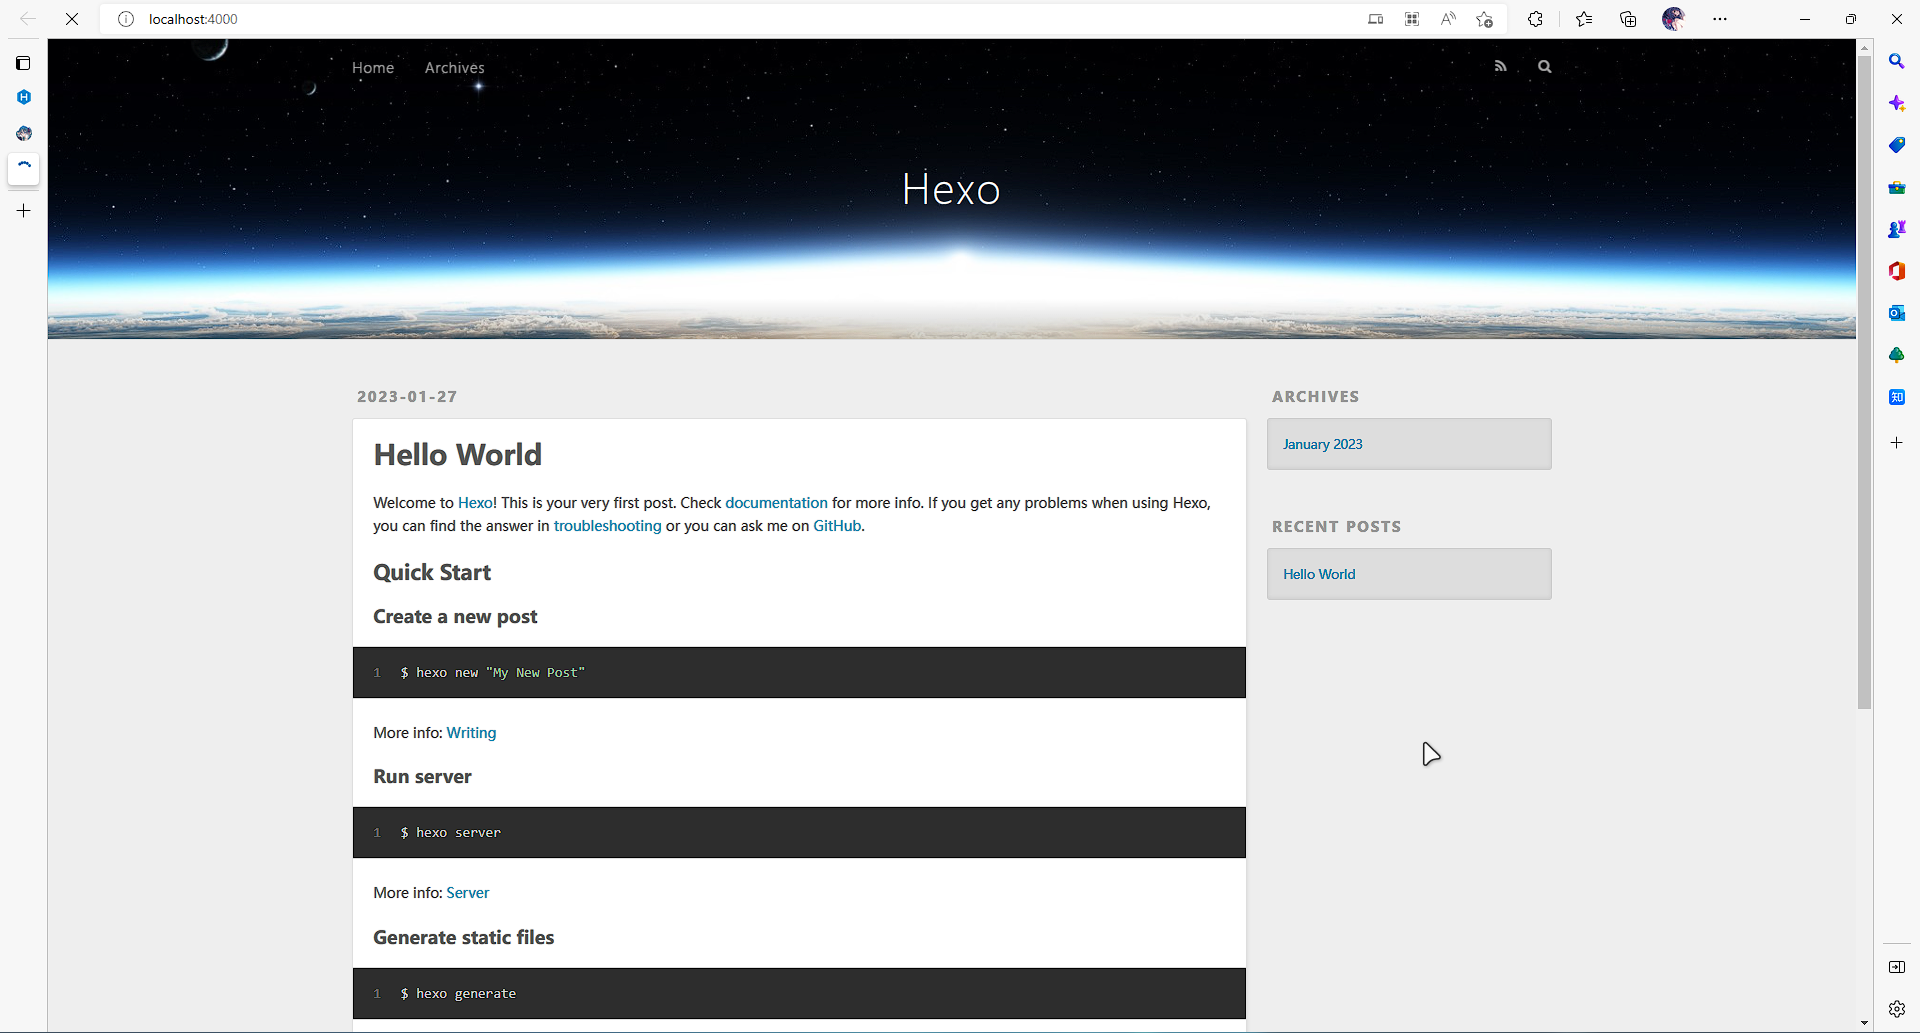 localhost:4000
Home Archives
Hexo
2023-01-27
Hello World
Welcome to Hexo! This is your very first post. Check documentation for more info. If you get any problems when using Hexo,
you can find the answer in troubleshooting or you can ask me on GitHub.
Quick Start
Create a new post
1 $ hexo new "My New Post"
More info: Writing
Run server
1 $ hexo server
More info: Server
Generate static files
1 $ hexo generate
ARCHIVES
January 2023
RECENT POSTS
Hello World
知